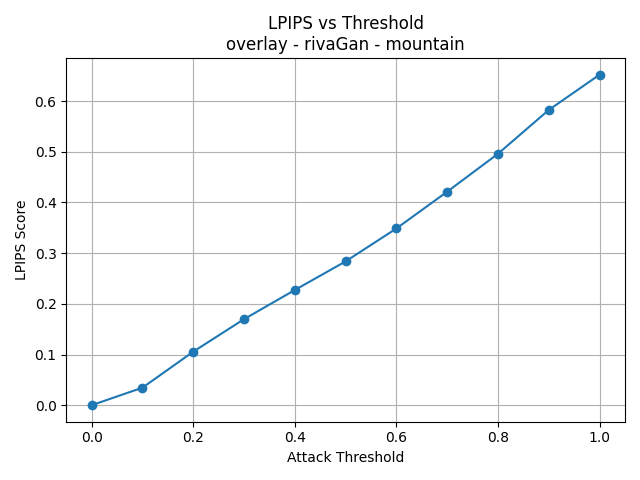 LPIPS vs Threshold
overlay - rivaGan - mountain
LPIPS Score
0.6
0.5
0.4
0.3
0.2
0.1
0.0
0.0 0.2 0.4 0.6 0.8 1.0
Attack Threshold